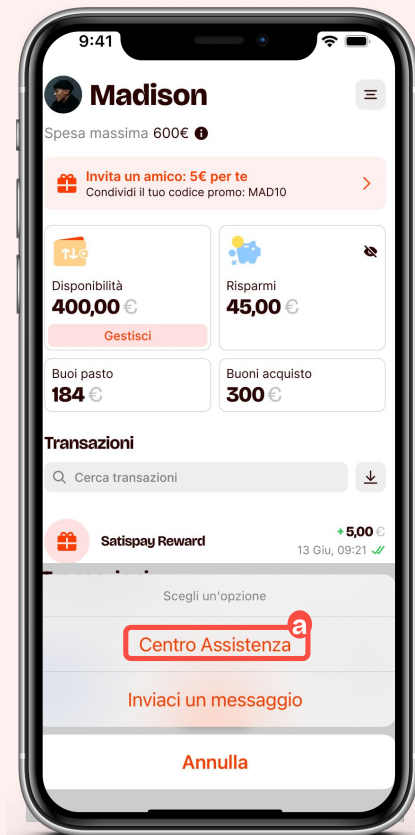 9:41
Madison
Spesa massima 600€
Invita un amico: 5€ per te
Condividi il tuo codice promo: MAD10
Disponibilità
400,00 €
Gestisci
Risparmi
45,00 €
Buoi pasto
184 €
Buoni acquisto
300 €
Transazioni
Cerca transazioni
Satispay Reward
+5,00 €
13 Giu, 09:21
Scegli un'opzione
a
Centro Assistenza
Inviaci un messaggio
Annulla